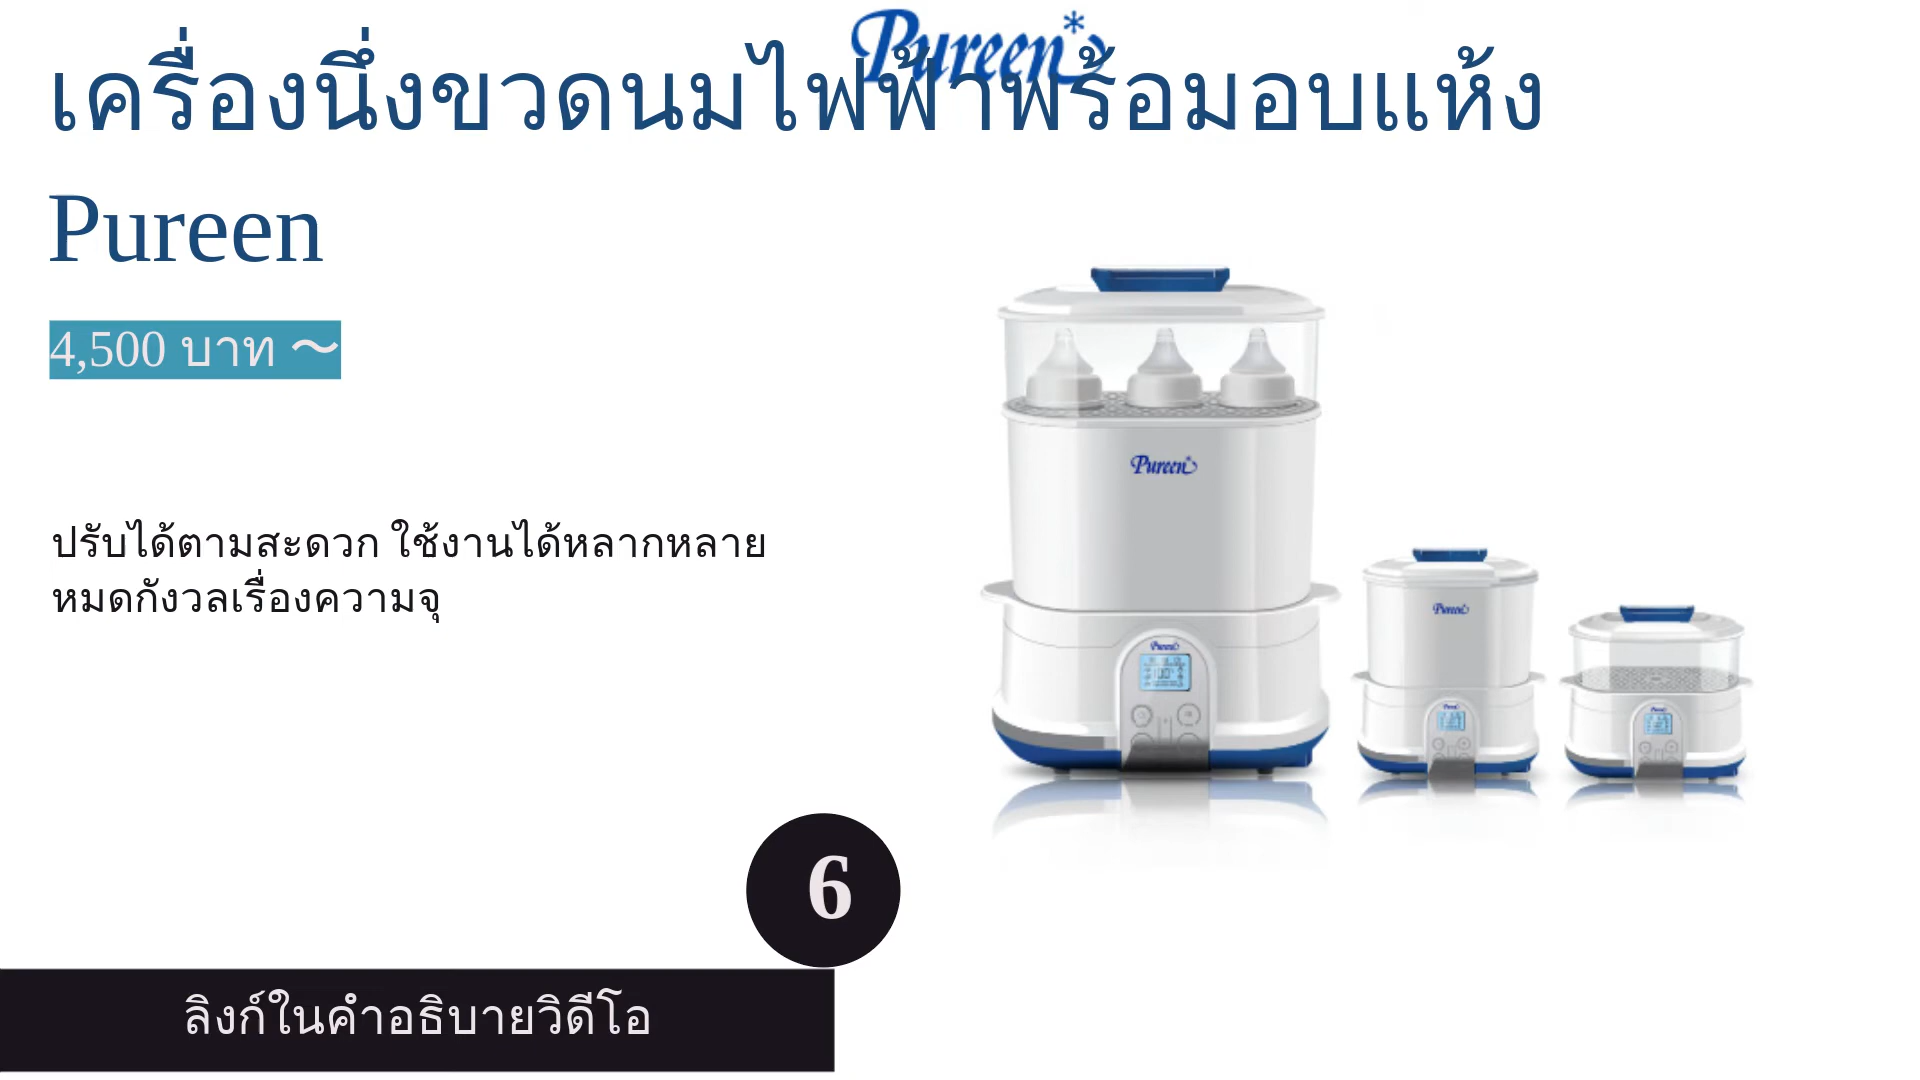 Pureen
เครื่องนึ่งขวดนมไฟฟ้าพร้อมอบแห้ง
Pureen
4,500 บาท ～
Pureen
ปรับได้ตามสะดวก ใช้งานได้หลากหลาย
หมดกังวลเรื่องความจุ
Pureen
Pureen
Pureen
Pureen
6
ลิงก์ในคำอธิบายวิดีโอ